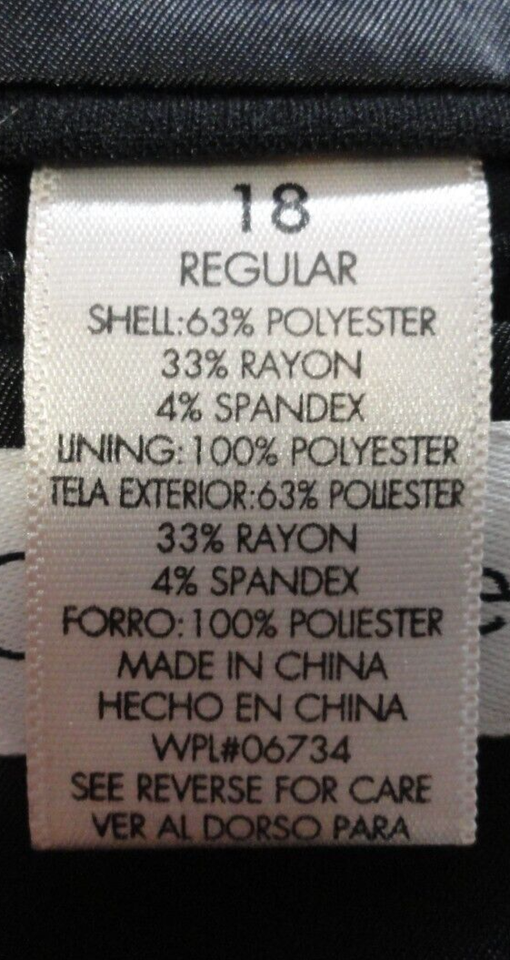 18
REGULAR
SHELL:63% POLYESTER
33% RAYON
4% SPANDEX
LINING:100% POLYESTER
TELA EXTERIOR:63% POLIESTER
33% RAYON
4% SPANDEX
FORRO:100% POLIESTER
MADE IN CHINA
HECHO EN CHINA
WPL#06734
SEE REVERSE FOR CARE
VER AL DORSO PARA